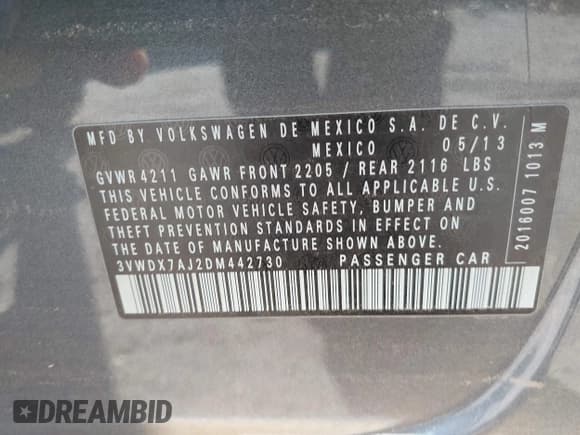 MFD BY VOLKSWAGEN DE MEXICO S.A. DE C.V.
MEXICO 05/13
GVWR 4211 GAWR FRONT 2205 / REAR 2116 LBS
THIS VEHICLE CONFORMS TO ALL APPLICABLE U.S.
FEDERAL MOTOR VEHICLE SAFETY, BUMPER AND
THEFT PREVENTION STANDARDS IN EFFECT ON
THE DATE OF MANUFACTURE SHOWN ABOVE.
3VWDX7AJ2DM442730 PASSENGER CAR
2016007 1013 M
DREAMBID